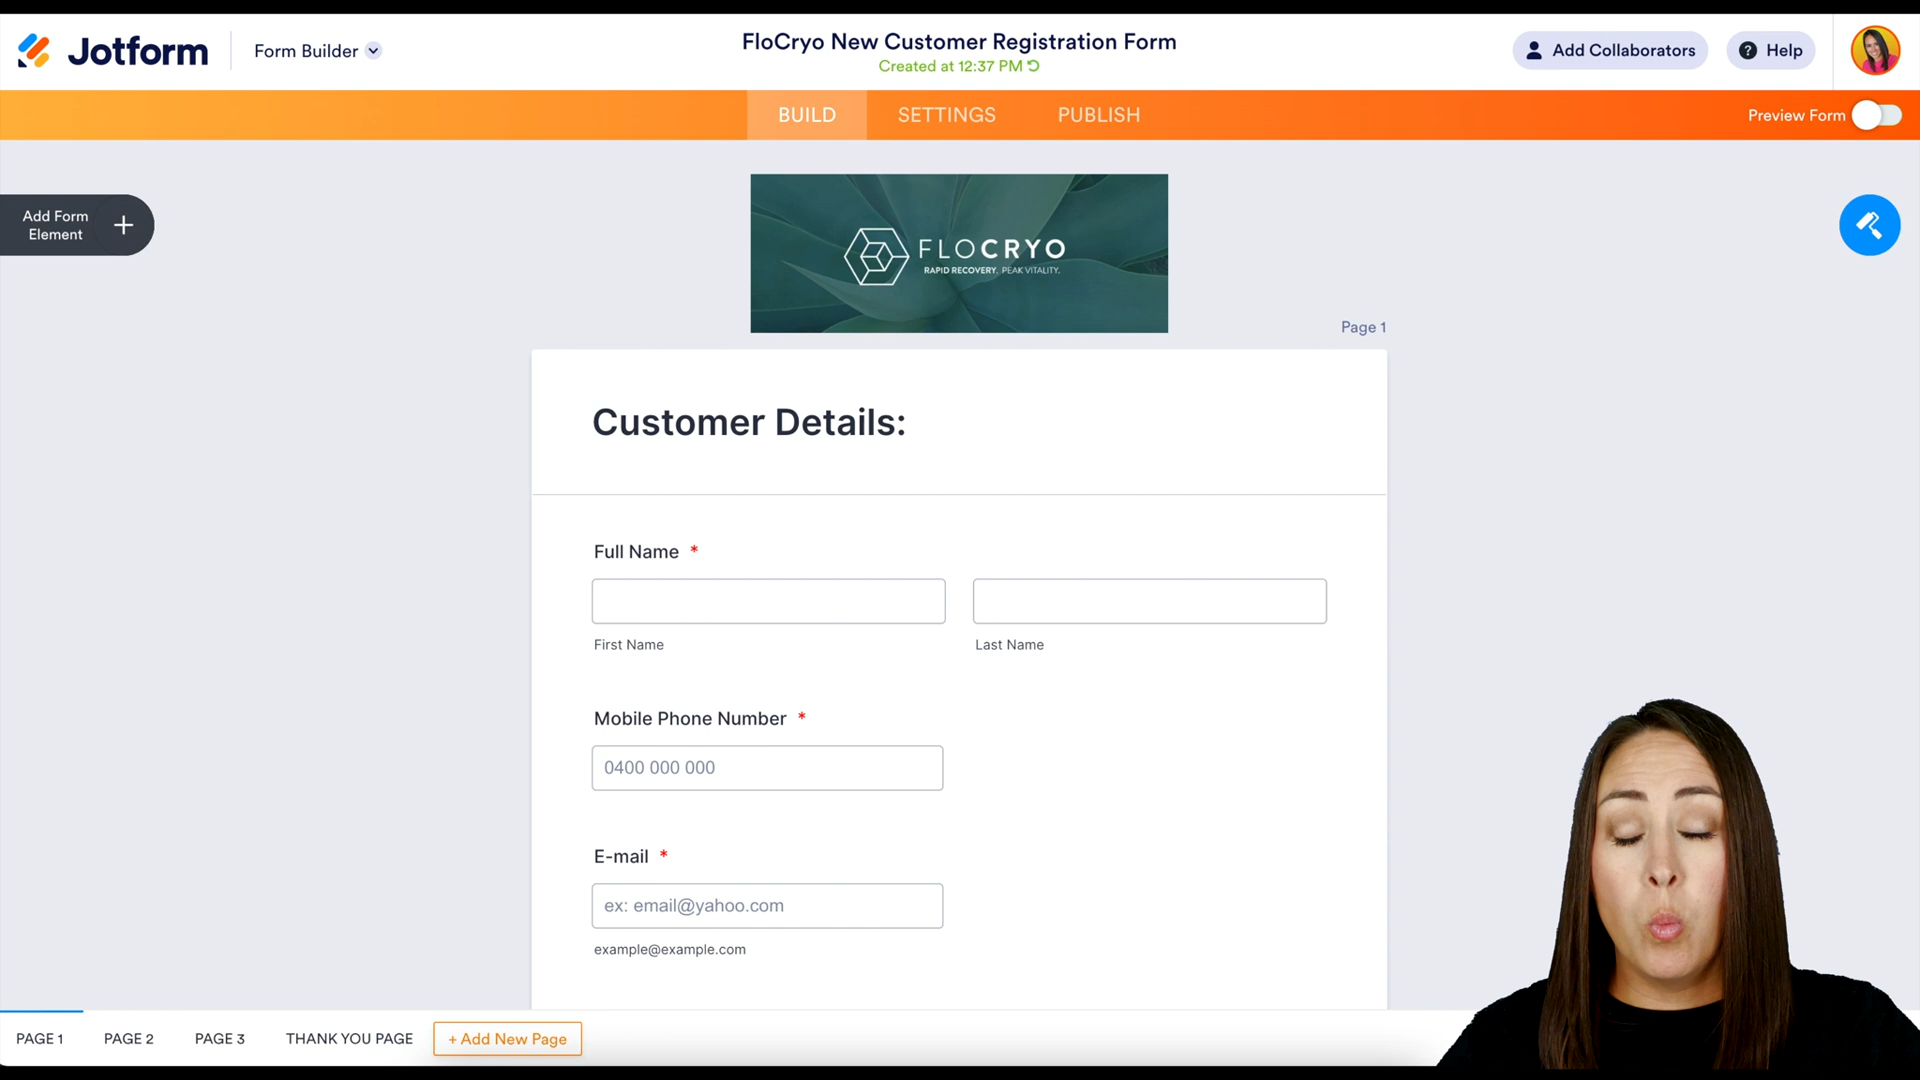 Jotform
Form Builder
FloCryo New Customer Registration Form
Created at 12:37 PM
Add Collaborators
? Help
BUILD
SETTINGS
PUBLISH
Preview Form
Add Form
Element
FLOCRYO
RAPID RECOVERY. PEAK VITALITY.
Page 1
Customer Details:
Full Name *
First Name
Last Name
Mobile Phone Number *
0400 000 000
E-mail *
ex: email@yahoo.com
example@example.com
PAGE 1
PAGE 2
PAGE 3
THANK YOU PAGE
+ Add New Page